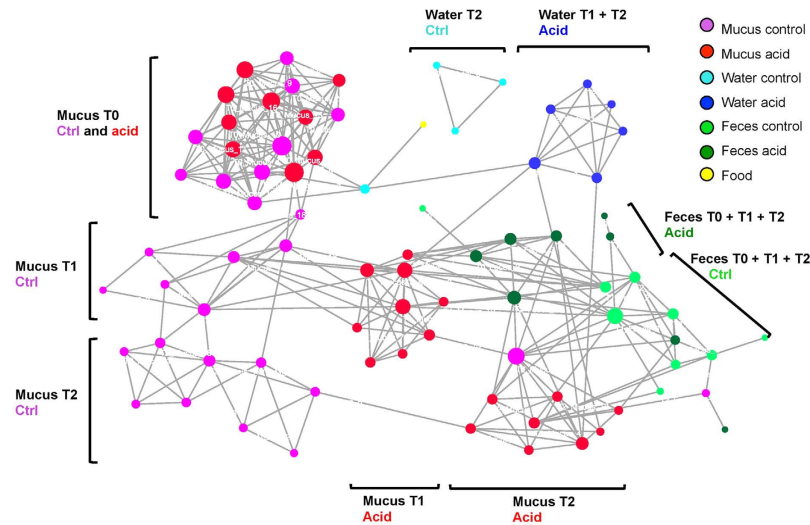 Water T2
Ctrl
Water T1 + T2
Acid
Mucus control
Mucus acid
Water control
Water acid
Feces control
Feces acid
Food
Mucus T0
Ctrl and acid
Feces T0 + T1 + T2
Acid
Feces T0 + T1 + T2
Ctrl
Mucus T1
Ctrl
Mucus T2
Ctrl
Mucus T1
Acid
Mucus T2
Acid